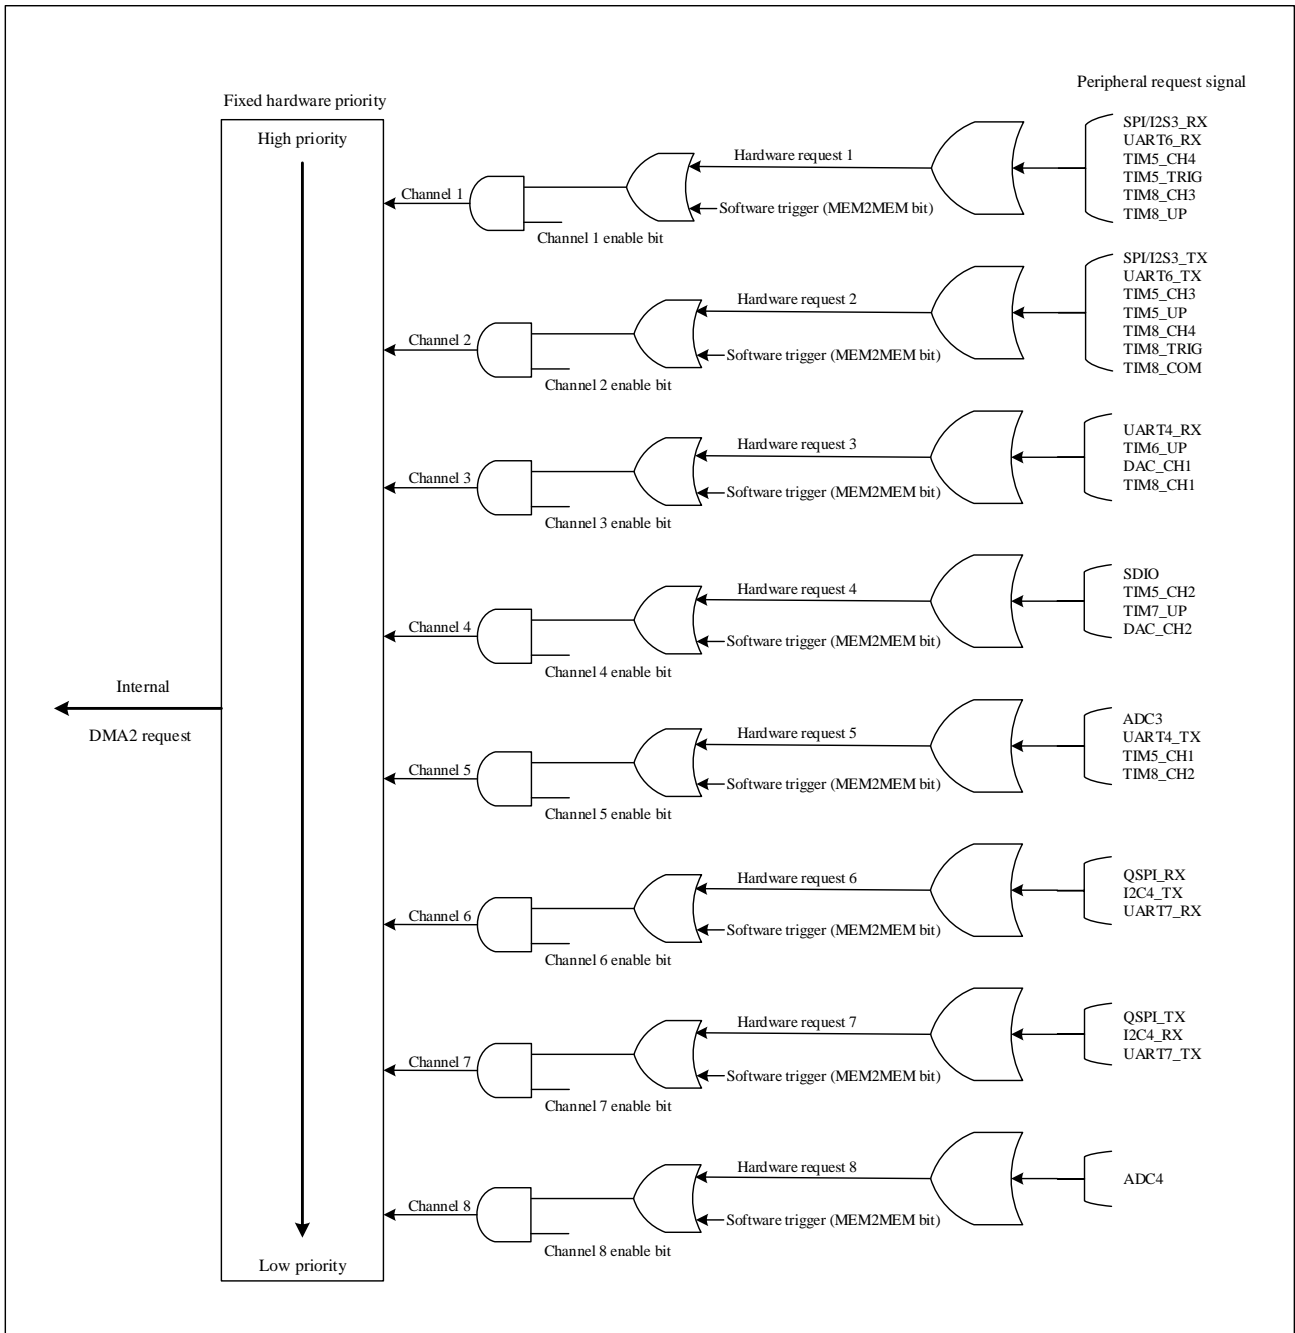 Peripheral request signal
Fixed hardware priority
High priority
SPI/I2S3_RX
UART6_RX
TIM5_CH4
TIM5_TRIG
TIM8_CH3
TIM8_UP
Hardware request 1
Channel 1
Software trigger (MEM2MEM bit)
Channel 1 enable bit
SPI/I2S3_TX
UART6_TX
TIM5_CH3
TIM5_UP
TIM8_CH4
TIM8_TRIG
TIM8_COM
Hardware request 2
Channel 2
Software trigger (MEM2MEM bit)
Channel 2 enable bit
UART4_RX
TIM6_UP
DAC_CH1
TIM8_CH1
Hardware request 3
Channel 3
Software trigger (MEM2MEM bit)
Channel 3 enable bit
SDIO
TIM5_CH2
TIM7_UP
DAC_CH2
Hardware request 4
Channel 4
Software trigger (MEM2MEM bit)
Channel 4 enable bit
Internal
DMA2 request
ADC3
UART4_TX
TIM5_CH1
TIM8_CH2
Hardware request 5
Channel 5
Software trigger (MEM2MEM bit)
Channel 5 enable bit
QSPI_RX
I2C4_TX
UART7_RX
Hardware request 6
Channel 6
Software trigger (MEM2MEM bit)
Channel 6 enable bit
QSPI_TX
I2C4_RX
UART7_TX
Hardware request 7
Channel 7
Software trigger (MEM2MEM bit)
Channel 7 enable bit
ADC4
Hardware request 8
Channel 8
Software trigger (MEM2MEM bit)
Channel 8 enable bit
Low priority